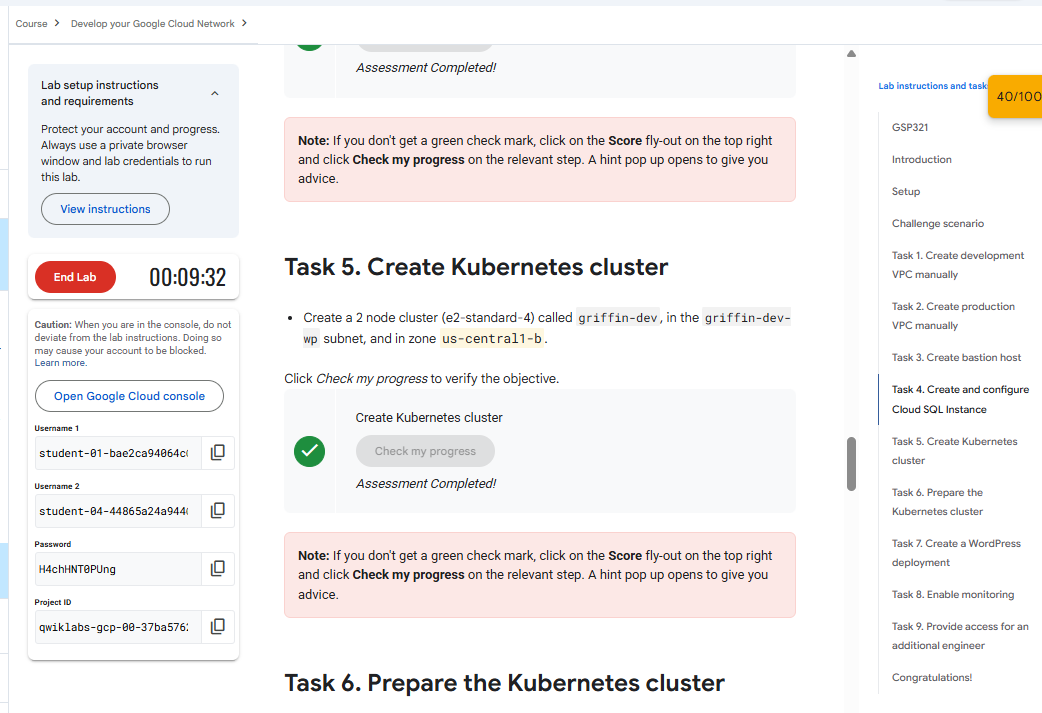 Course > Develop your Google Cloud Network >
Lab setup instructions
and requirements
Protect your account and progress.
Always use a private browser
window and lab credentials to run
this lab.
View instructions
End Lab
00:09:32
Caution: When you are in the console, do not
deviate from the lab instructions. Doing so
may cause your account to be blocked.
Learn more.
Open Google Cloud console
Username 1
student-01-bae2ca94064c
Username 2
student-04-44865a24a944
Password
H4chHNT0PUng
Project ID
qwiklabs-gcp-00-37ba576
Assessment Completed!
Note: If you don't get a green check mark, click on the Score fly-out on the top right
and click Check my progress on the relevant step. A hint pop up opens to give you
advice.
Task 5. Create Kubernetes cluster
• Create a 2 node cluster (e2-standard-4) called griffin-dev, in the griffin-dev-
wp subnet, and in zone us-central1-b.
Click Check my progress to verify the objective.
Create Kubernetes cluster
Check my progress
Assessment Completed!
Note: If you don't get a green check mark, click on the Score fly-out on the top right
and click Check my progress on the relevant step. A hint pop up opens to give you
advice.
Task 6. Prepare the Kubernetes cluster
Lab instructions and task
40/100
GSP321
Introduction
Setup
Challenge scenario
Task 1. Create development
VPC manually
Task 2. Create production
VPC manually
Task 3. Create bastion host
Task 4. Create and configure
Cloud SQL Instance
Task 5. Create Kubernetes
cluster
Task 6. Prepare the
Kubernetes cluster
Task 7. Create a WordPress
deployment
Task 8. Enable monitoring
Task 9. Provide access for an
additional engineer
Congratulations!